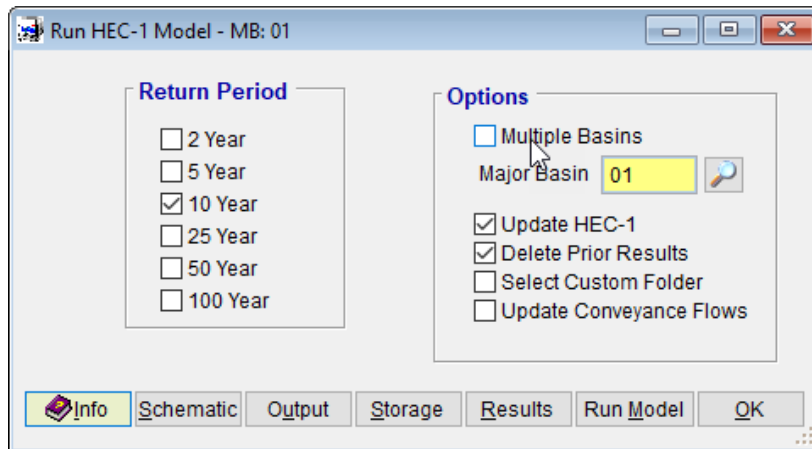 Run HEC-1 Model - MB: 01
Return Period
2 Year
5 Year
10 Year
25 Year
50 Year
100 Year
Options
Multiple Basins
Major Basin 01
Update HEC-1
Delete Prior Results
Select Custom Folder
Update Conveyance Flows
Info Schematic Output Storage Results Run Model OK